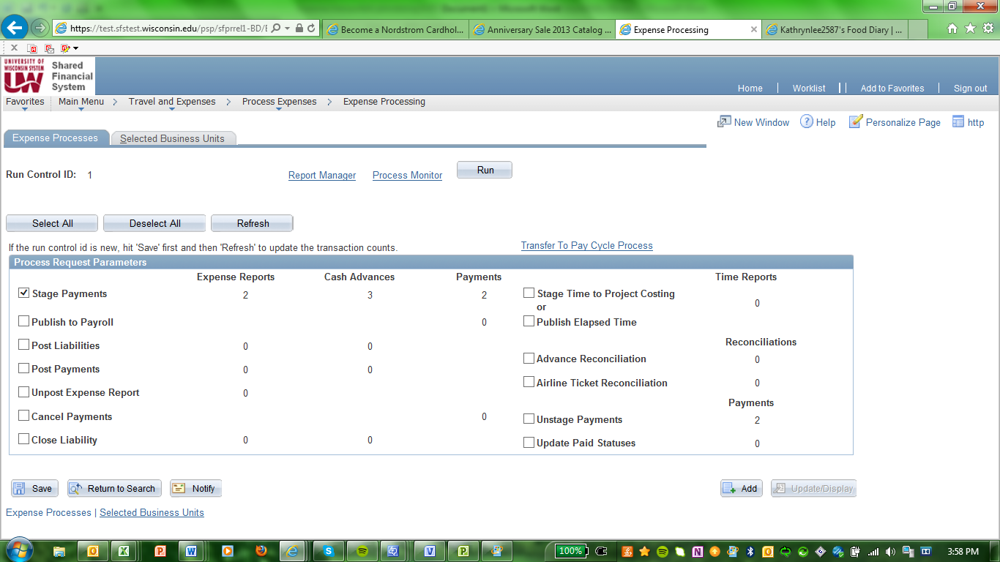 https://test.sfstest.wisconsin.edu/psp/sfprrel1-BD/
Become a Nordstrom Cardhol...
Anniversary Sale 2013 Catalog ...
Expense Processing
Kathrynlee2587's Food Diary | ...
UNIVERSITY OF
WISCONSIN SYSTEM
UW
Shared
Financial
System
Home
Worklist
Add to Favorites
Sign out
Favorites
Main Menu
Travel and Expenses
Process Expenses
Expense Processing
New Window
Help
Personalize Page
http
Expense Processes
Selected Business Units
Run Control ID: 1
Report Manager
Process Monitor
Run
Select All
Deselect All
Refresh
If the run control id is new, hit 'Save' first and then 'Refresh' to update the transaction counts.
Transfer To Pay Cycle Process
Process Request Parameters
Expense Reports Cash Advances Payments Time Reports
Stage Payments 2 3 2
Stage Time to Project Costing 0
or
Publish to Payroll 0
Publish Elapsed Time
Reconciliations
Post Liabilities 0 0
Advance Reconciliation 0
Post Payments 0 0
Airline Ticket Reconciliation 0
Unpost Expense Report 0
Payments
Cancel Payments 0
Unstage Payments 2
Close Liability 0 0
Update Paid Statuses 0
Save
Return to Search
Notify
Add
Update/Display
Expense Processes | Selected Business Units
100%
3:58 PM